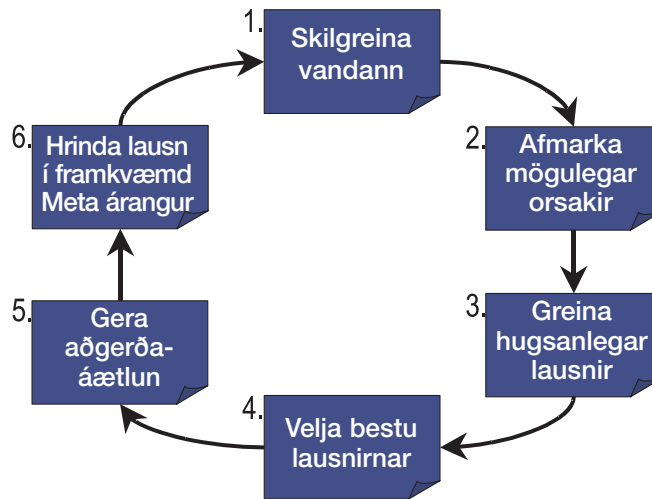 1.
Skilgreina
vandann
2.
Afmarka
mögulegar
orsakir
3.
Greina
hugsanlegar
lausnir
4.
Velja bestu
lausnirnar
5.
Gera
aðgerða-
áætlun
6.
Hrinda lausn
í framkvæmd
Meta árangur